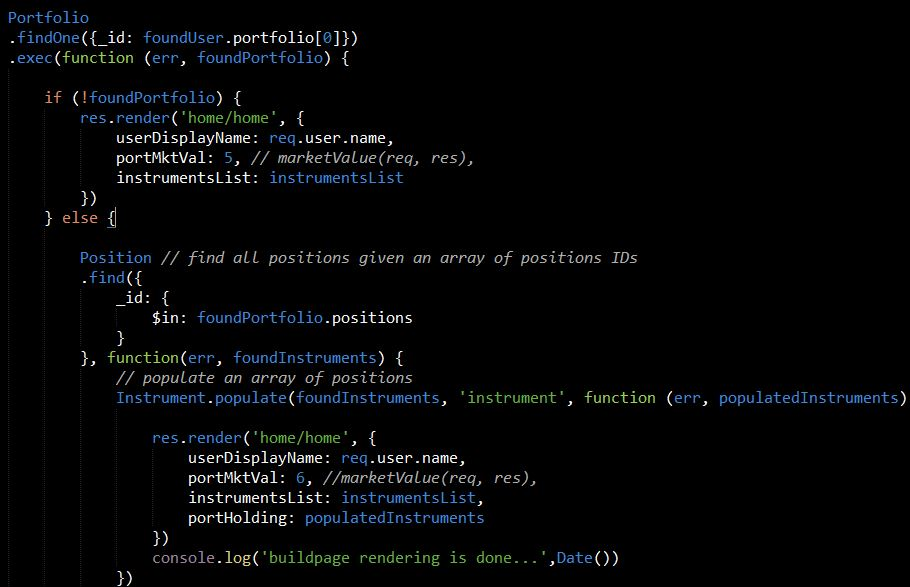 Portfolio
.findOne({_id: foundUser.portfolio[0]})
.exec(function (err, foundPortfolio) {
if (!foundPortfolio) {
res.render('home/home', {
userDisplayName: req.user.name,
portMktVal: 5, // marketValue(req, res),
instrumentsList: instrumentsList
})
} else {
Position // find all positions given an array of positions IDs
.find({
_id: {
$in: foundPortfolio.positions
}
}, function(err, foundInstruments) {
// populate an array of positions
Instrument.populate(foundInstruments, 'instrument', function (err, populatedInstruments)
res.render('home/home', {
userDisplayName: req.user.name,
portMktVal: 6, //marketValue(req, res),
instrumentsList: instrumentsList,
portHolding: populatedInstruments
})
console.log('buildpage rendering is done...',Date())
})